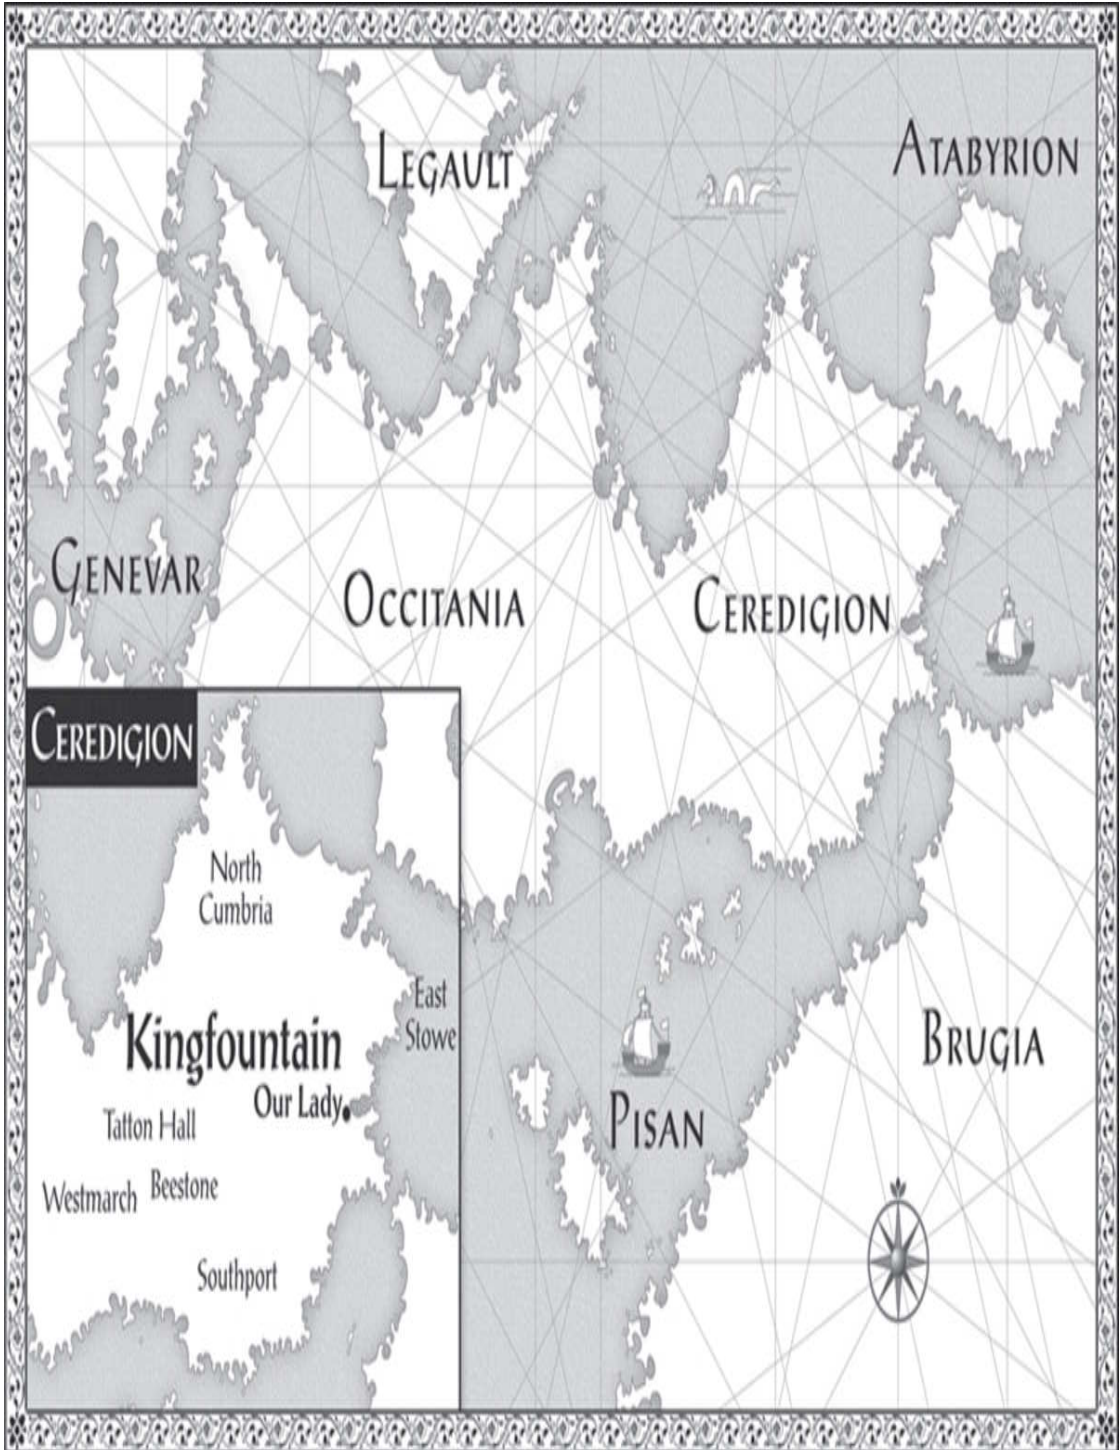 Legault
Atabyrion
Genevar
Occitania
Ceredigion
Ceredigion
North
Cumbria
East
Stowe
Kingfountain
Our Lady
Tatton Hall
Westmarch
Beestone
Southport
Pisan
Brugia